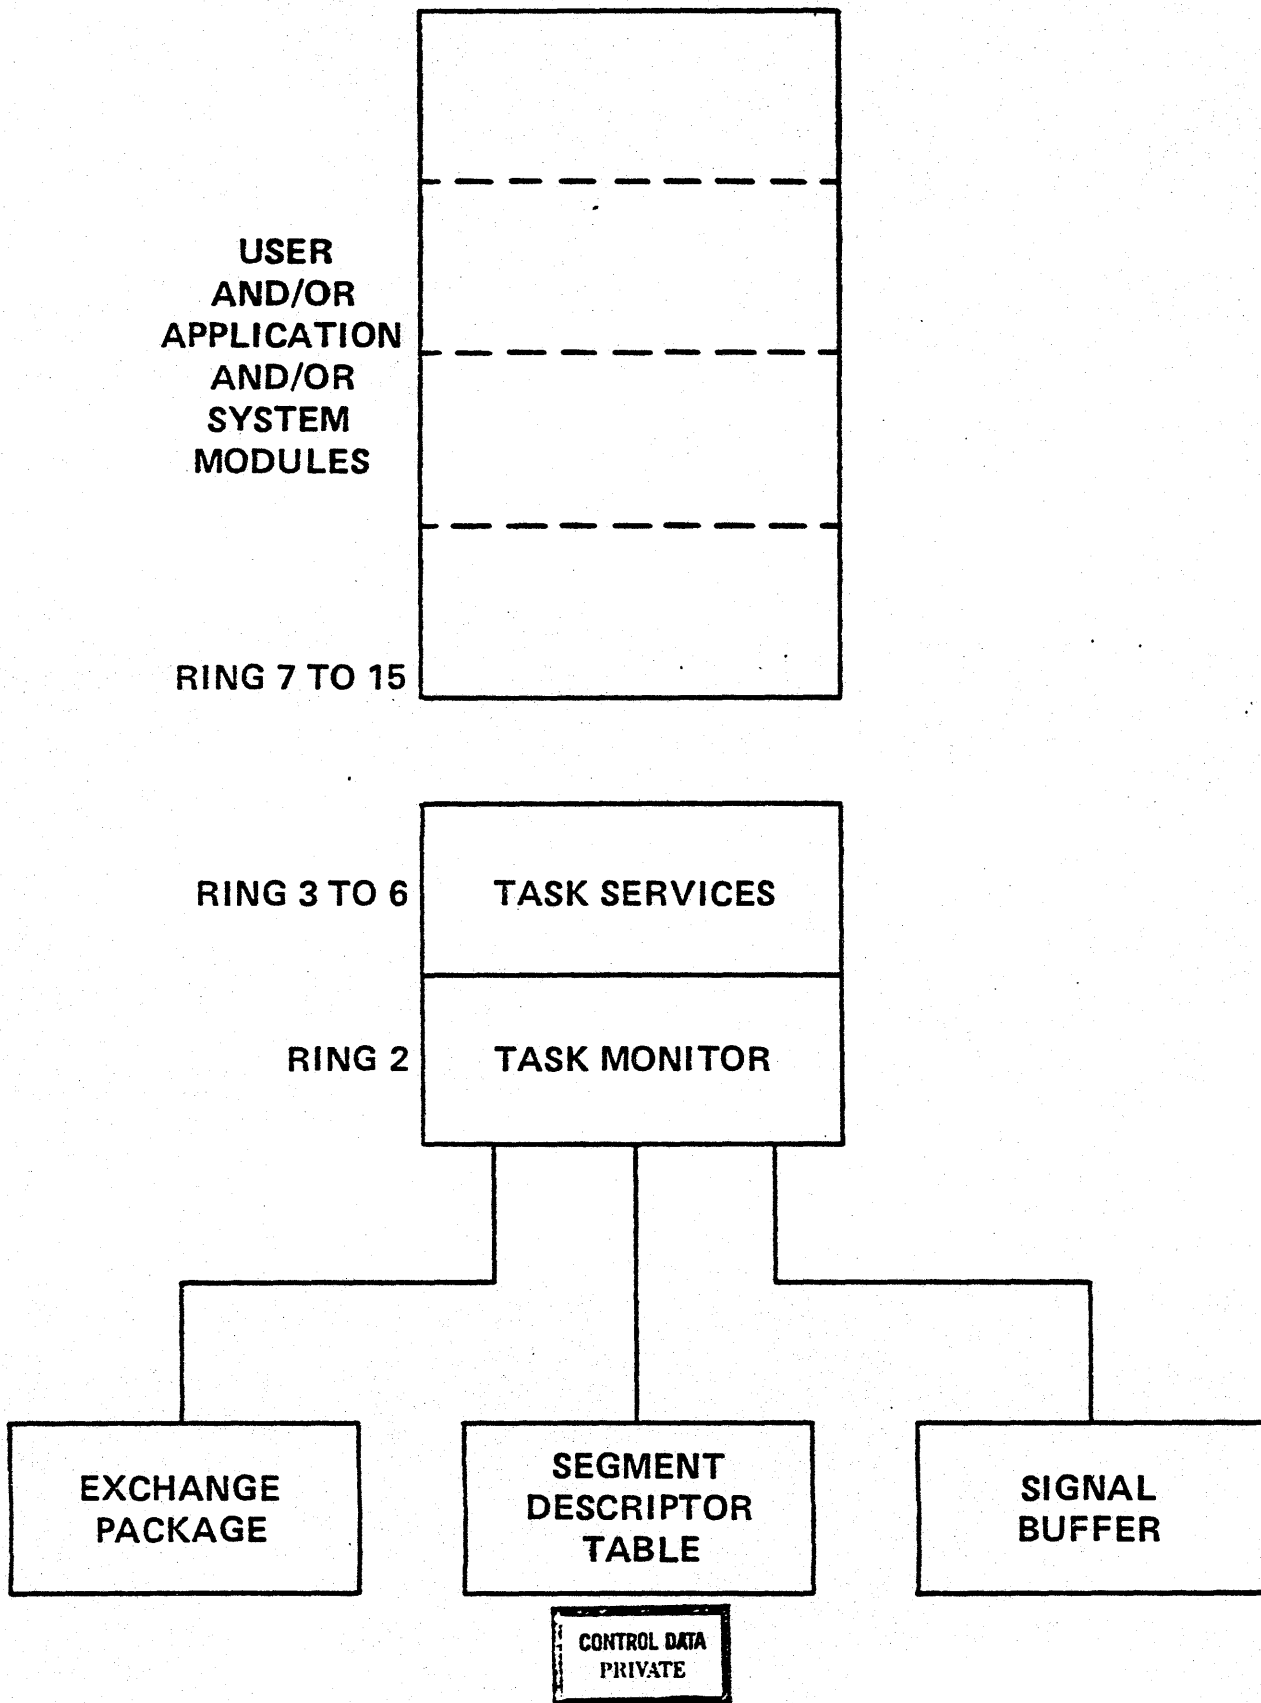 USER
AND/OR
APPLICATION
AND/OR
SYSTEM
MODULES
RING 7 TO 15
RING 3 TO 6
TASK SERVICES
RING 2
TASK MONITOR
EXCHANGE
PACKAGE
SEGMENT
DESCRIPTOR
TABLE
SIGNAL
BUFFER
CONTROL DATA
PRIVATE